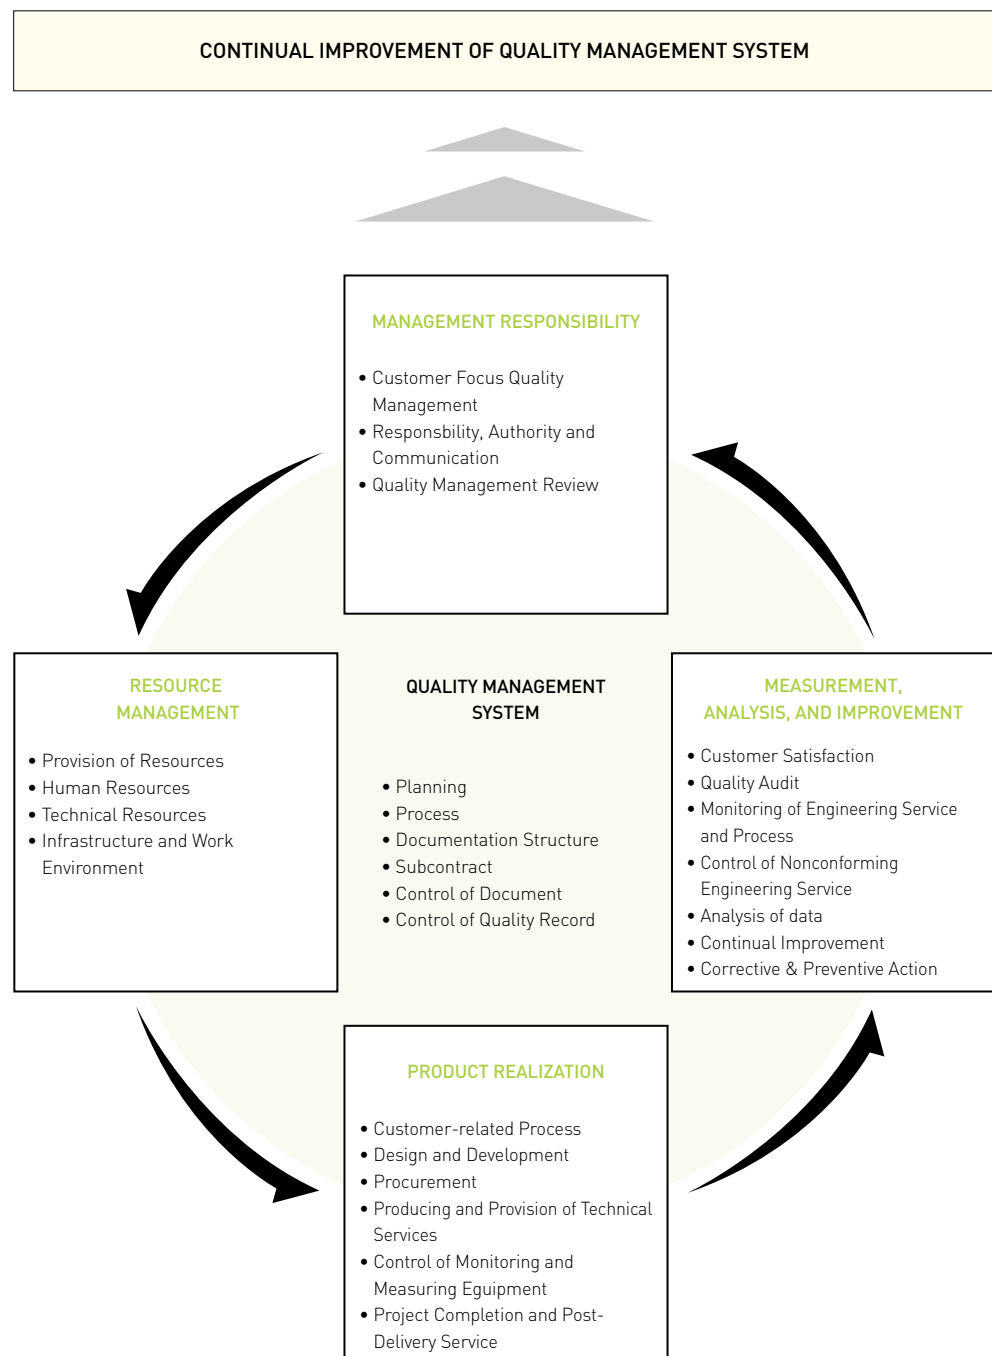 CONTINUAL IMPROVEMENT OF QUALITY MANAGEMENT SYSTEM
MANAGEMENT RESPONSIBILITY
• Customer Focus Quality
Management
• Responsbility, Authority and
Communication
• Quality Management Review
RESOURCE
MANAGEMENT
• Provision of Resources
• Human Resources
• Technical Resources
• Infrastructure and Work
Environment
QUALITY MANAGEMENT
SYSTEM
• Planning
• Process
• Documentation Structure
• Subcontract
• Control of Document
• Control of Quality Record
MEASUREMENT,
ANALYSIS, AND IMPROVEMENT
• Customer Satisfaction
• Quality Audit
• Monitoring of Engineering Service
and Process
• Control of Nonconforming
Engineering Service
• Analysis of data
• Continual Improvement
• Corrective & Preventive Action
PRODUCT REALIZATION
• Customer-related Process
• Design and Development
• Procurement
• Producing and Provision of Technical
Services
• Control of Monitoring and
Measuring Eguipment
• Project Completion and Post-
Delivery Service